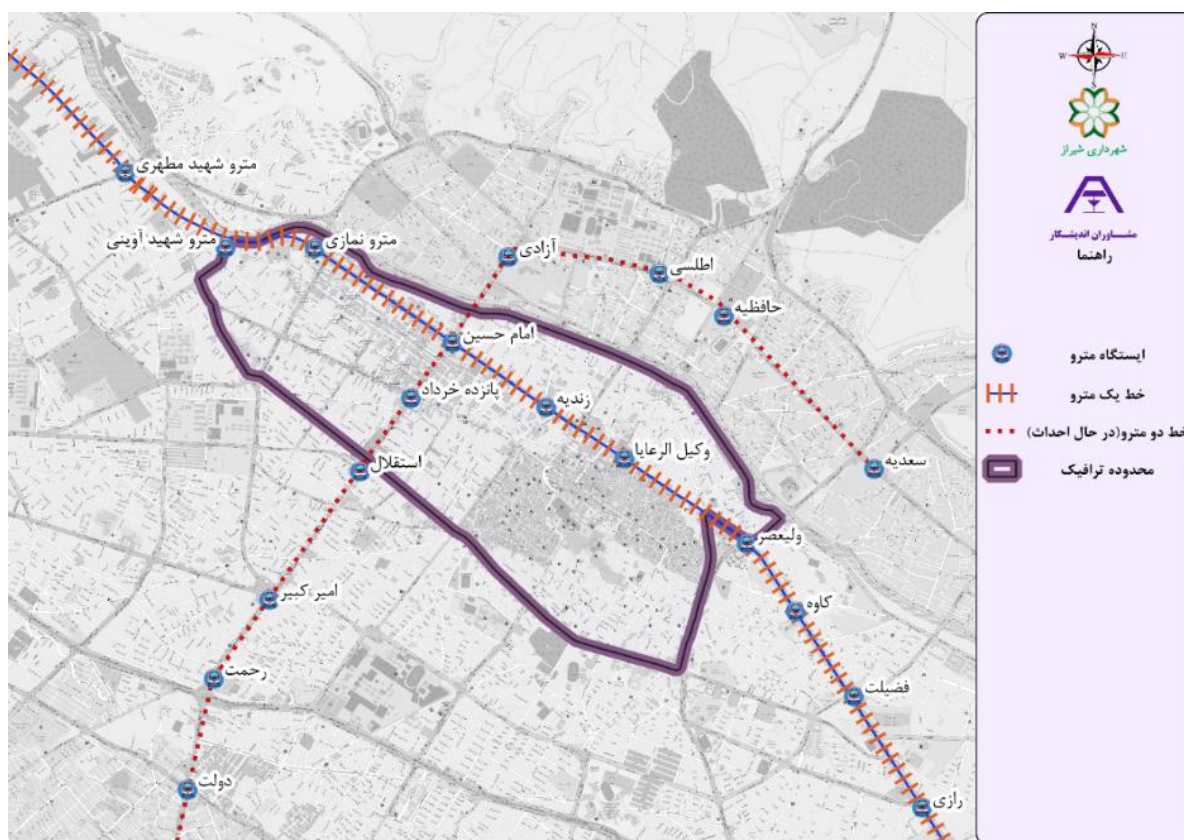 مترو شهید مطهری
مترو شهید آوینی
مترو نمازی
آزادی
اطلسی
حافظیه
امام حسین
پانزده خرداد
زندیه
استقلال
وکیل الرعایا
سعدیه
ولیعصر
امیر کبیر
کاوه
رحمت
فضیلت
دولت
رازی
N
W
E
S
شهرداری شیراز
مشاوران اندیشکار
راهنما
ایستگاه مترو
خط یک مترو
خط دو مترو(در حال احداث)
محدوده ترافیک